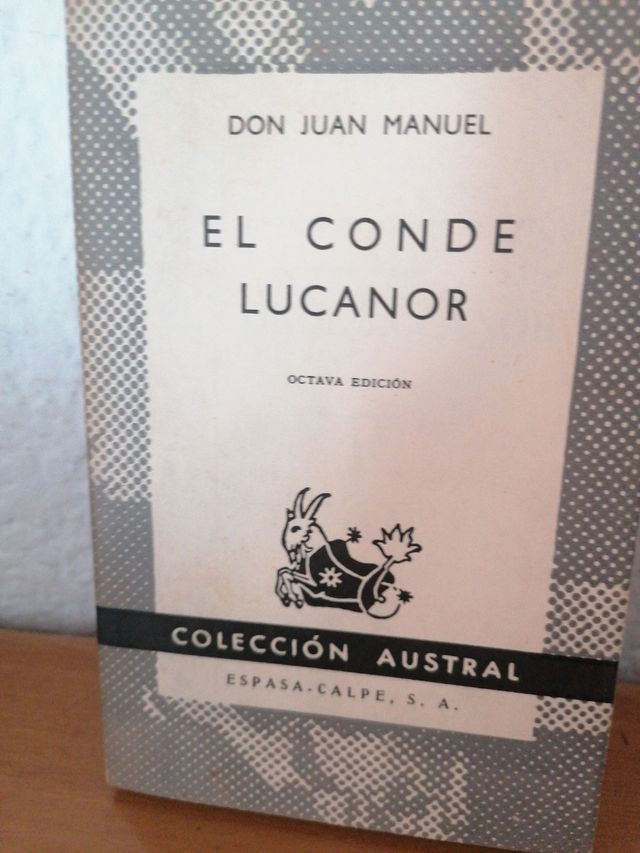 DON JUAN MANUEL
EL CONDE
LUCANOR
OCTAVA EDICIÓN
COLECCIÓN AUSTRAL
ESPASA-CALPE, S. A.